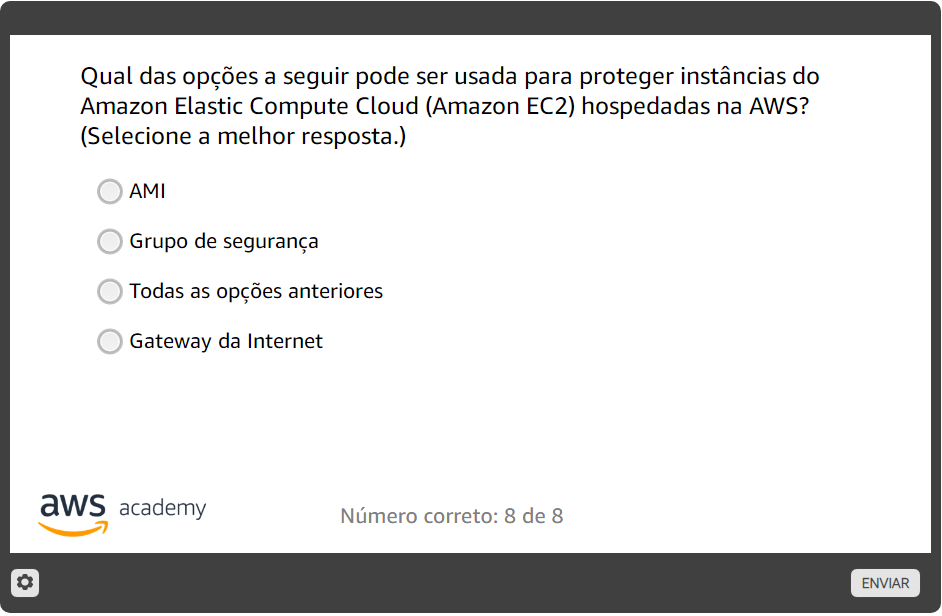 Qual das opções a seguir pode ser usada para proteger instâncias do
Amazon Elastic Compute Cloud (Amazon EC2) hospedadas na AWS?
(Selecione a melhor resposta.)
AMI
Grupo de segurança
Todas as opções anteriores
Gateway da Internet
aws academy
Número correto: 8 de 8
ENVIAR